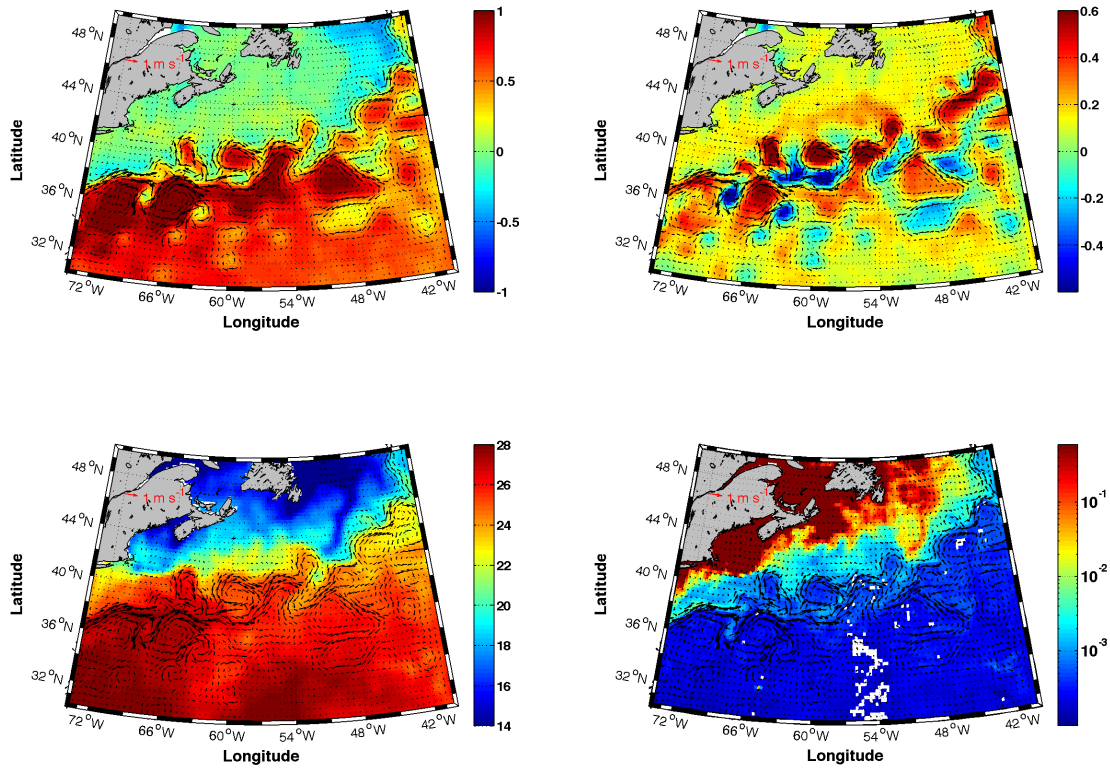 48°N
44°N
40°N
36°N
32°N
72°W
66°W
60°W
54°W
48°W
42°W
Latitude
Longitude
1 m s⁻¹
1
0.5
0
-0.5
-1
48°N
44°N
40°N
36°N
32°N
72°W
66°W
60°W
54°W
48°W
42°W
Latitude
Longitude
1 m s⁻¹
0.6
0.4
0.2
0
-0.2
-0.4
48°N
44°N
40°N
36°N
32°N
72°W
66°W
60°W
54°W
48°W
42°W
Latitude
Longitude
1 m s⁻¹
28
26
24
22
20
18
16
14
48°N
44°N
40°N
36°N
32°N
72°W
66°W
60°W
54°W
48°W
42°W
Latitude
Longitude
1 m s⁻¹
10⁻¹
10⁻²
10⁻³